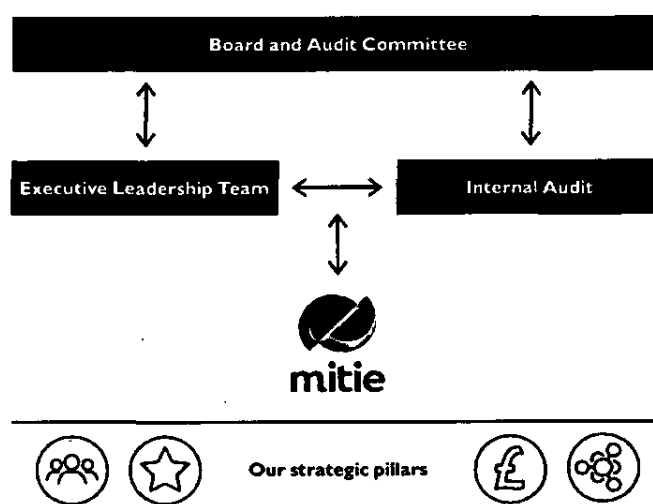 Board and Audit Committee
Executive Leadership Team
Internal Audit
mitie
Our strategic pillars
£